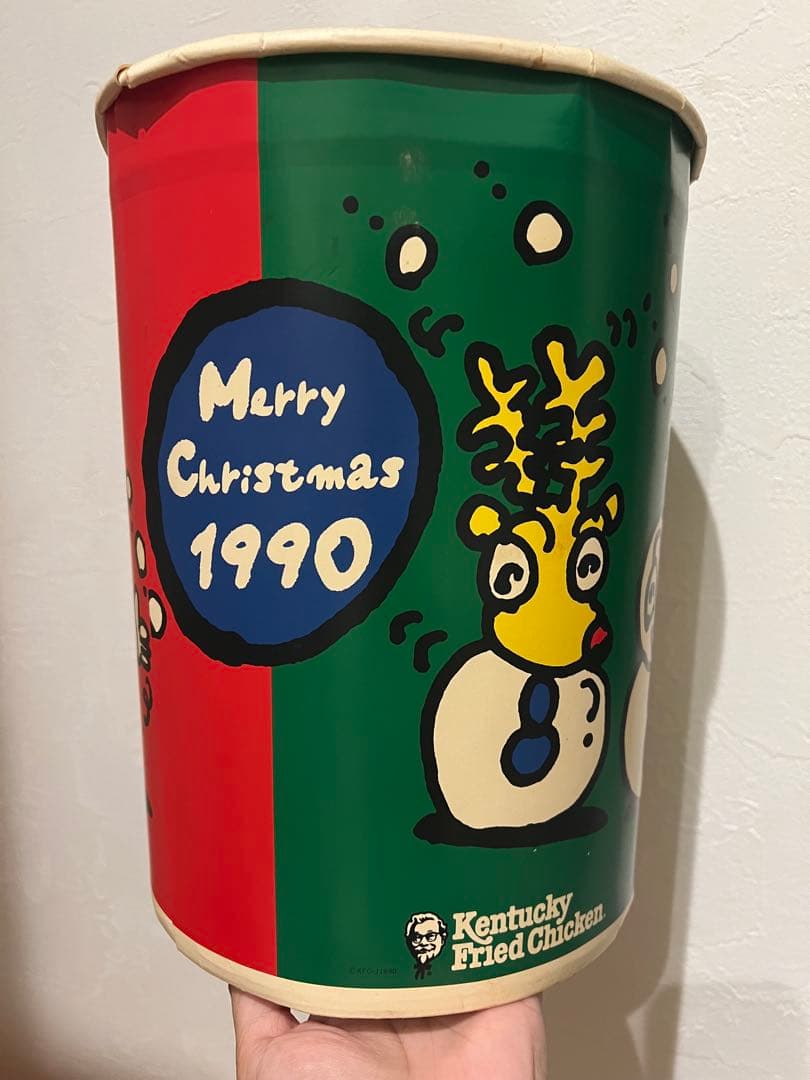 Merry
Christmas
1990
Kentucky
Fried Chicken